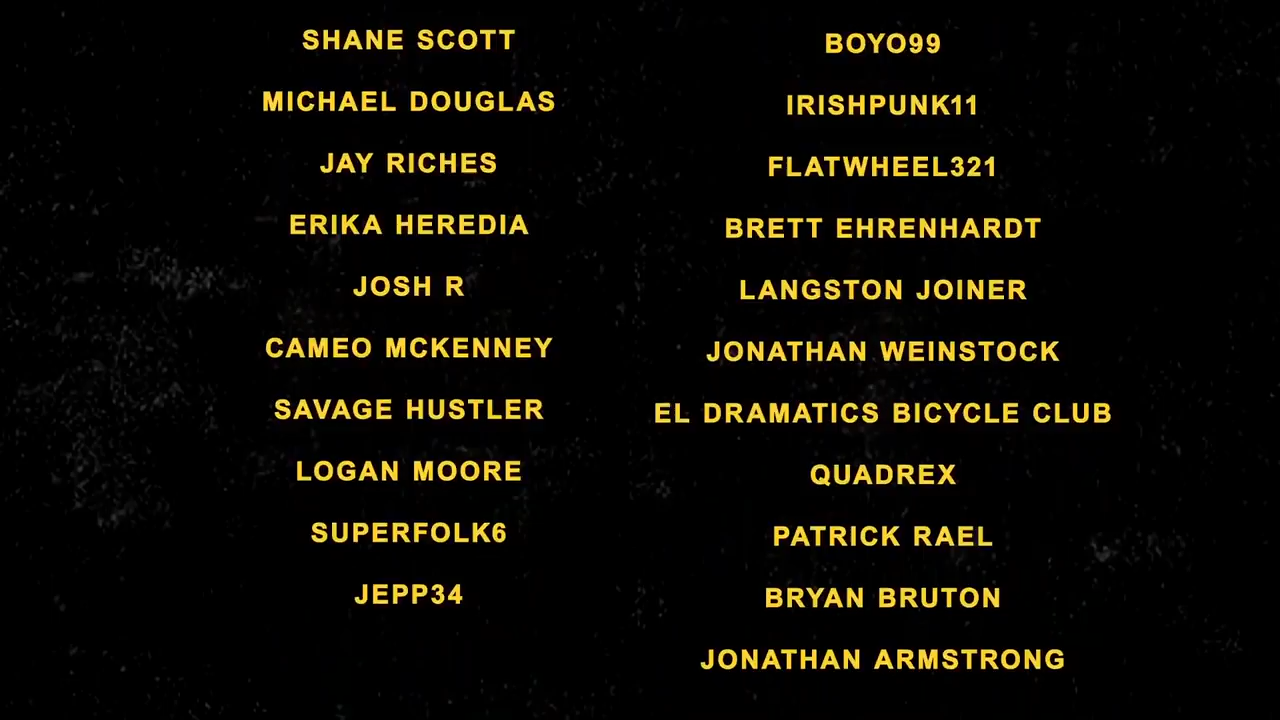 SHANE SCOTT
MICHAEL DOUGLAS
JAY RICHES
ERIKA HEREDIA
JOSH R
CAMEO MCKENNEY
SAVAGE HUSTLER
LOGAN MOORE
SUPERFOLK6
JEPP34
BOYO99
IRISHPUNK11
FLATWHEEL321
BRETT EHRENHARDT
LANGSTON JOINER
JONATHAN WEINSTOCK
EL DRAMATICS BICYCLE CLUB
QUADREX
PATRICK RAEL
BRYAN BRUTON
JONATHAN ARMSTRONG